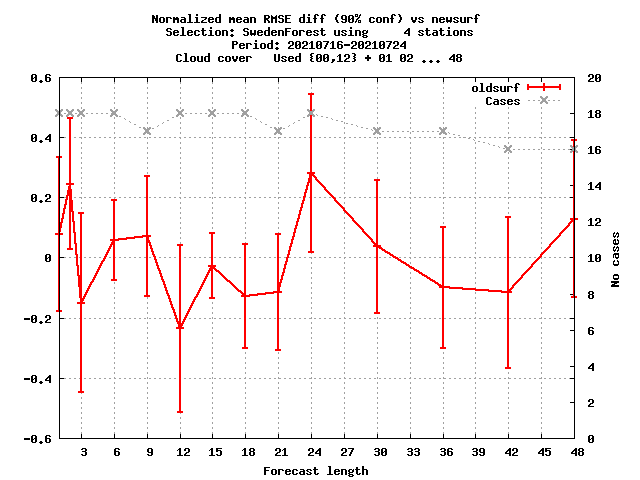 Normalized mean RMSE diff (90% conf) vs newsurf
Selection: SwedenForest using     4 stations
Period: 20210716-20210724
Cloud cover   Used {00,12} + 01 02 ... 48
0.6
0.4
0.2
0
-0.2
-0.4
-0.6
20
18
16
14
12
10
8
6
4
2
0
oldsurf
Cases
No cases
3 6 9 12 15 18 21 24 27 30 33 36 39 42 45 48
Forecast length